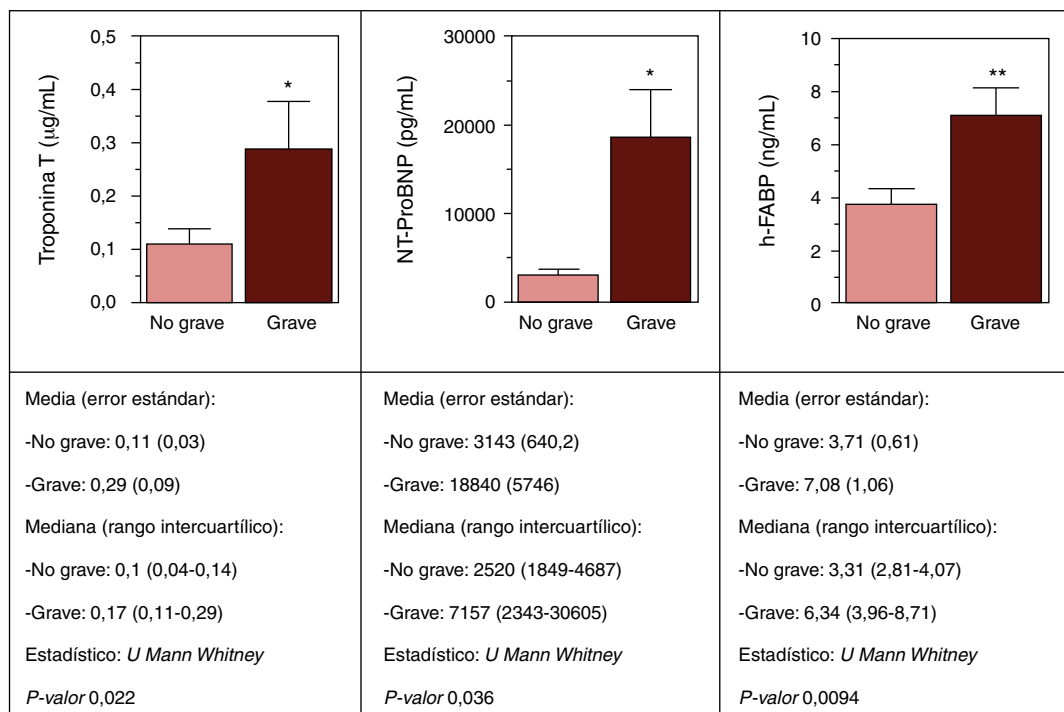 Troponina T (µg/mL)
0,5
0,4
0,3
0,2
0,1
0,0
*
No grave Grave
NT-ProBNP (pg/mL)
30000
20000
10000
0
*
No grave Grave
h-FABP (ng/mL)
10
8
6
4
2
0
**
No grave Grave
Media (error estándar):
-No grave: 0,11 (0,03)
-Grave: 0,29 (0,09)
Mediana (rango intercuartílico):
-No grave: 0,1 (0,04-0,14)
-Grave: 0,17 (0,11-0,29)
Estadístico: U Mann Whitney
P-valor 0,022
Media (error estándar):
-No grave: 3143 (640,2)
-Grave: 18840 (5746)
Mediana (rango intercuartílico):
-No grave: 2520 (1849-4687)
-Grave: 7157 (2343-30605)
Estadístico: U Mann Whitney
P-valor 0,036
Media (error estándar):
-No grave: 3,71 (0,61)
-Grave: 7,08 (1,06)
Mediana (rango intercuartílico):
-No grave: 3,31 (2,81-4,07)
-Grave: 6,34 (3,96-8,71)
Estadístico: U Mann Whitney
P-valor 0,0094